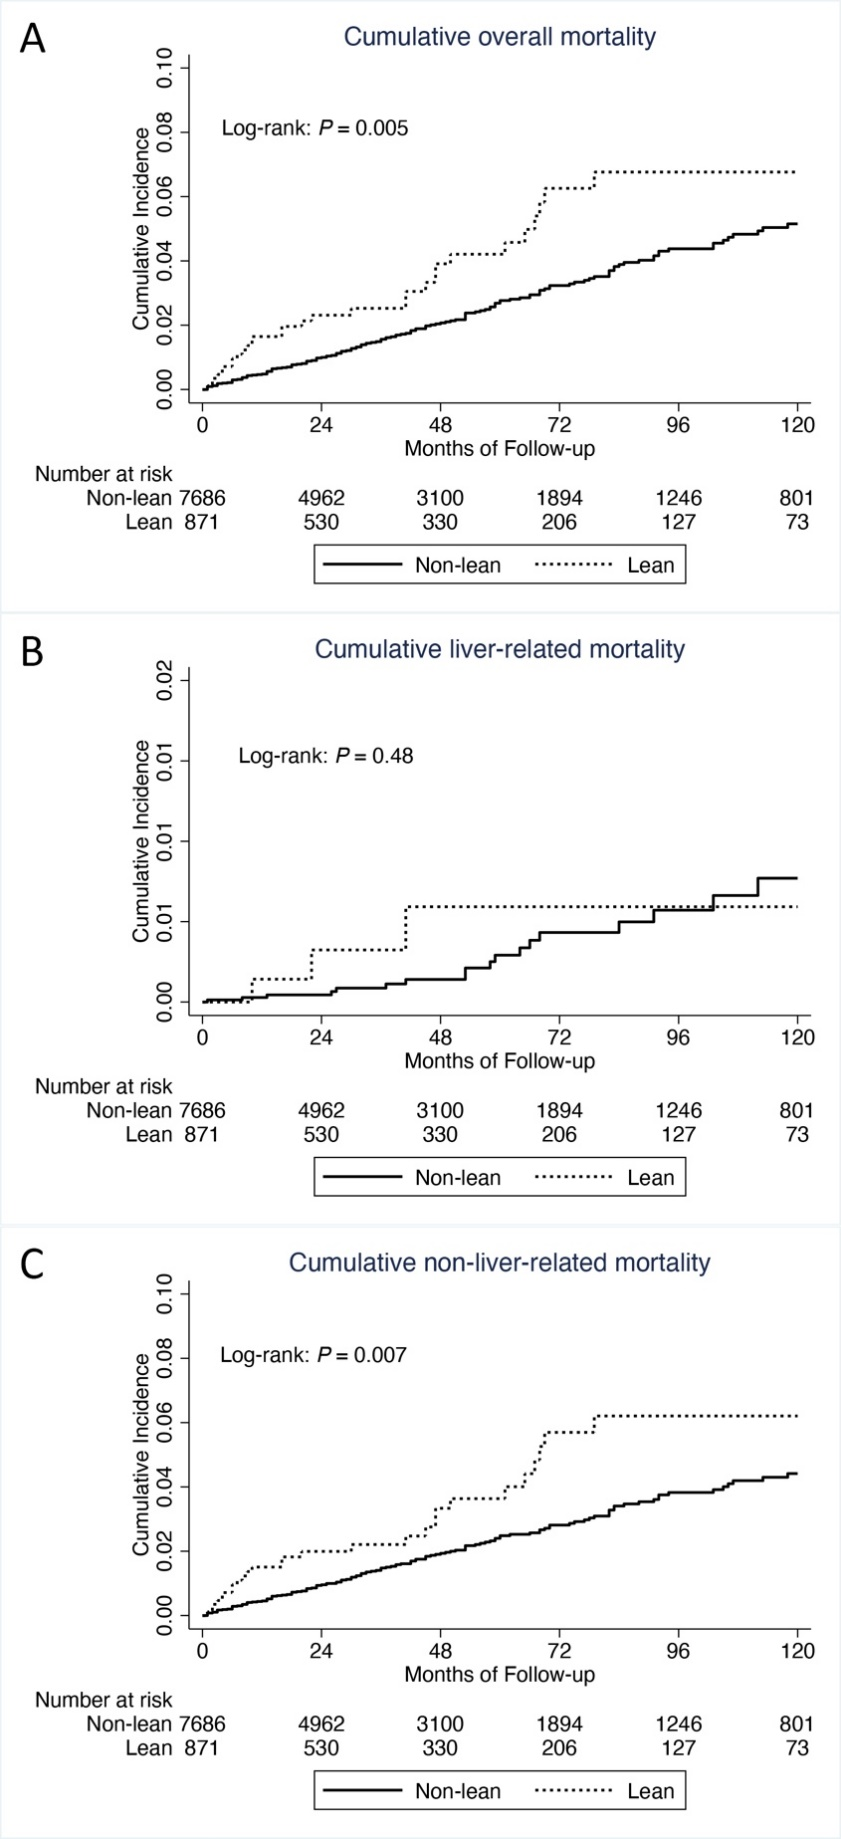 A
Cumulative overall mortality
Cumulative Incidence
0.10
0.08
0.06
0.04
0.02
0.00
Log-rank: P = 0.005
0 24 48 72 96 120
Months of Follow-up
Number at risk
Non-lean 7686 4962 3100 1894 1246 801
Lean 871 530 330 206 127 73
Non-lean Lean
B
Cumulative liver-related mortality
Cumulative Incidence
0.02
0.01
0.01
0.01
0.00
Log-rank: P = 0.48
0 24 48 72 96 120
Months of Follow-up
Number at risk
Non-lean 7686 4962 3100 1894 1246 801
Lean 871 530 330 206 127 73
Non-lean Lean
C
Cumulative non-liver-related mortality
Cumulative Incidence
0.10
0.08
0.06
0.04
0.02
0.00
Log-rank: P = 0.007
0 24 48 72 96 120
Months of Follow-up
Number at risk
Non-lean 7686 4962 3100 1894 1246 801
Lean 871 530 330 206 127 73
Non-lean Lean